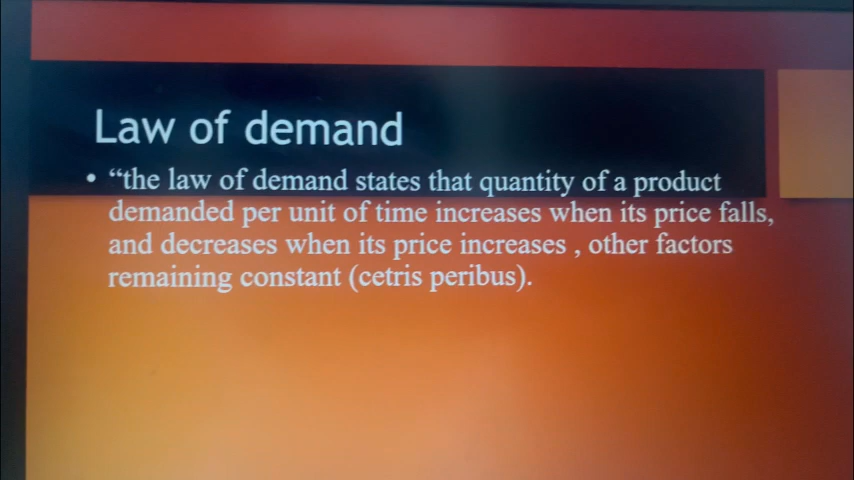 Law of demand
• “the law of demand states that quantity of a product
demanded per unit of time increases when its price falls,
and decreases when its price increases , other factors
remaining constant (cetris peribus).